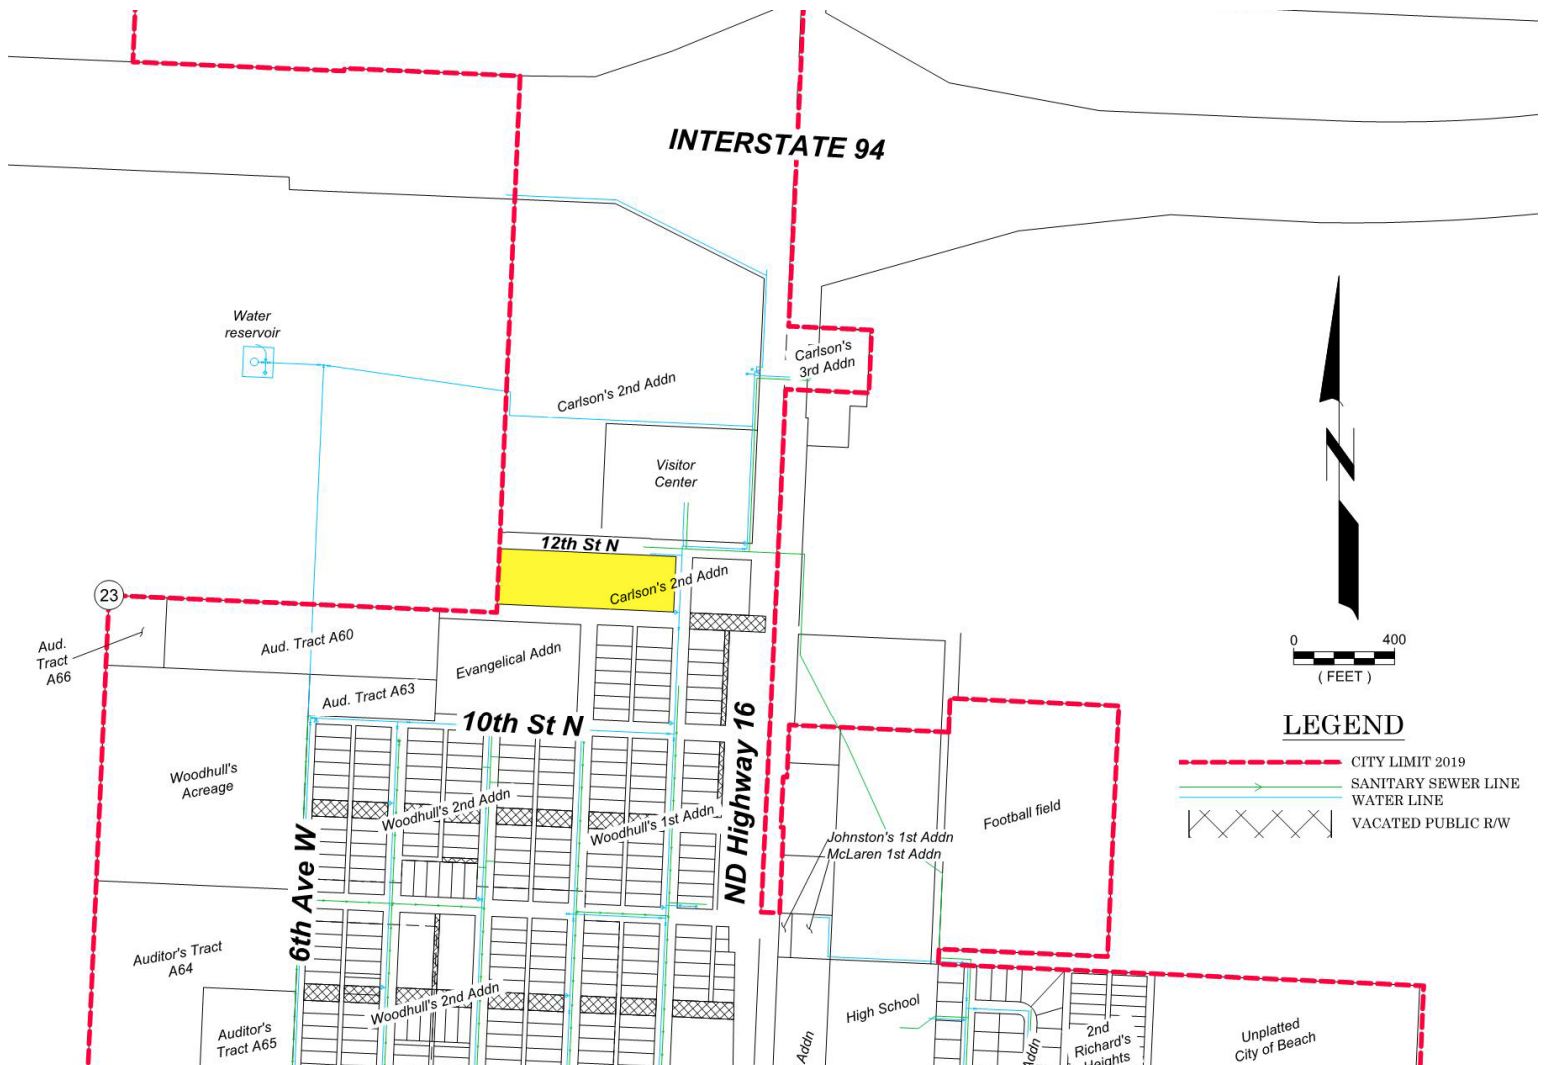 INTERSTATE 94
Water
reservoir
Carlson's
3rd Addn
Carlson's 2nd Addn
Visitor
Center
12th St N
Carlson's 2nd Addn
23
Aud.
Tract
A66
Aud. Tract A60
Evangelical Addn
Aud. Tract A63
10th St N
ND Highway 16
Woodhull's
Acreage
Woodhull's 2nd Addn
Woodhull's 1st Addn
Football field
Johnston's 1st Addn
McLaren 1st Addn
6th Ave W
Auditor's Tract
A64
Woodhull's 2nd Addn
High School
Auditor's
Tract A65
Addn
Addn
2nd
Richard's
Heights
Unplatted
City of Beach
N
0 400
( FEET )
LEGEND
CITY LIMIT 2019
SANITARY SEWER LINE
WATER LINE
VACATED PUBLIC R/W